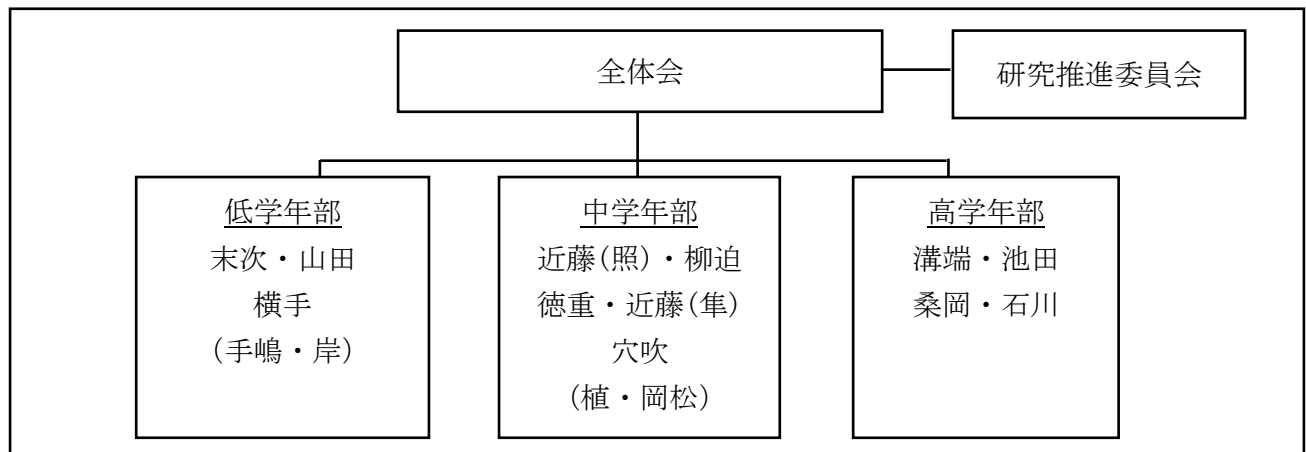 全体会
研究推進委員会
低学年部
末次・山田
横手
(手嶋・岸)
中学年部
近藤(照)・柳迫
徳重・近藤(隼)
穴吹
(植・岡松)
高学年部
溝端・池田
桑岡・石川